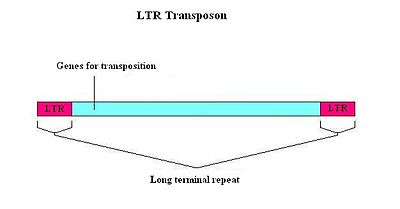 LTR Transposon
Genes for transposition
LTR
LTR
Long terminal repeat